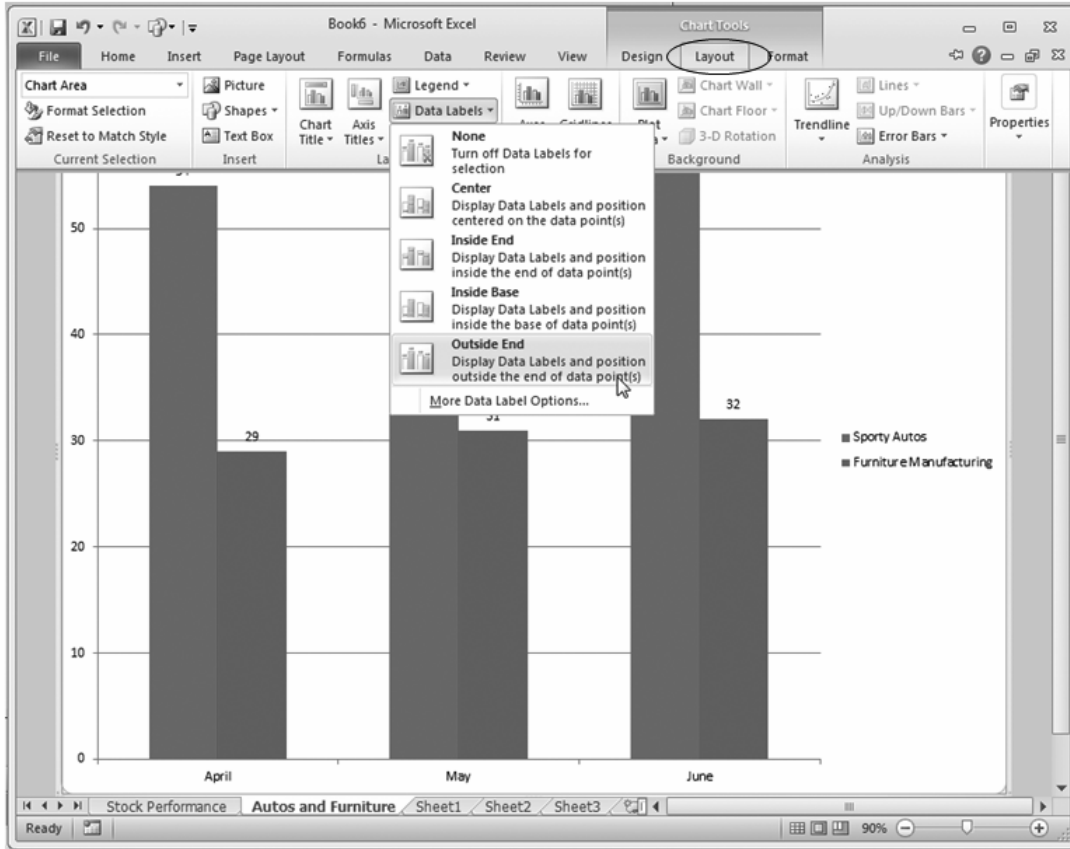 Book6 - Microsoft Excel
Chart Tools
File Home Insert Page Layout Formulas Data Review View Design Layout Format
Chart Area
Format Selection
Reset to Match Style
Current Selection
Picture
Shapes
Text Box
Insert
Chart Title
Axis Titles
Legend
Data Labels
Chart Wall
Chart Floor
3-D Rotation
Background
Trendline
Lines
Up/Down Bars
Error Bars
Analysis
Properties
None
Turn off Data Labels for
selection
Center
Display Data Labels and position
centered on the data point(s)
Inside End
Display Data Labels and position
inside the end of data point(s)
Inside Base
Display Data Labels and position
inside the base of data point(s)
Outside End
Display Data Labels and position
outside the end of data point(s)
More Data Label Options...
50
40
32
31
29
30
Sporty Autos
Furniture Manufacturing
20
10
0
April May June
Stock Performance Autos and Furniture Sheet1 Sheet2 Sheet3
Ready 90%